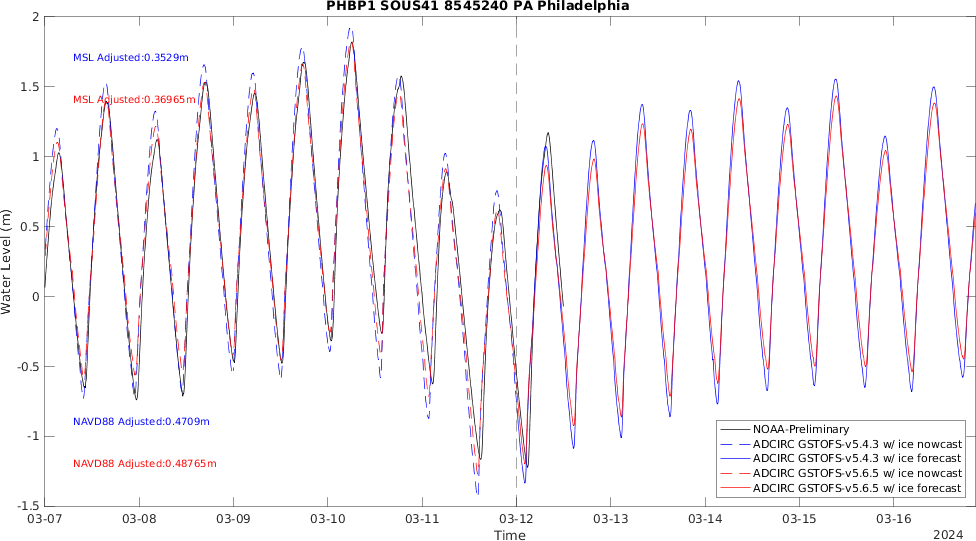 PHBP1 SOUS41 8545240 PA Philadelphia
2
1.5
1
0.5
0
-0.5
-1
-1.5
Water Level (m)
MSL Adjusted:0.3529m
MSL Adjusted:0.36965m
NAVD88 Adjusted:0.4709m
NAVD88 Adjusted:0.48765m
NOAA-Preliminary
ADCIRC GSTOFS-v5.4.3 w/ ice nowcast
ADCIRC GSTOFS-v5.4.3 w/ ice forecast
ADCIRC GSTOFS-v5.6.5 w/ ice nowcast
ADCIRC GSTOFS-v5.6.5 w/ ice forecast
03-07 03-08 03-09 03-10 03-11 03-12 03-13 03-14 03-15 03-16
Time
2024